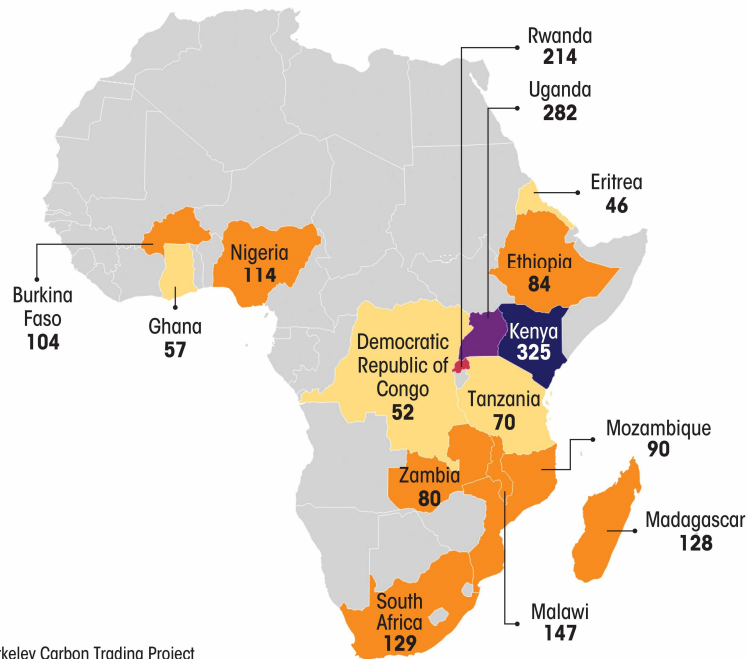 Rwanda
214
Uganda
282
Eritrea
46
Ethiopia
84
Nigeria
114
Burkina
Faso
104
Ghana
57
Kenya
325
Democratic
Republic of
Congo
52
Tanzania
70
Mozambique
90
Zambia
80
Madagascar
128
South
Africa
129
Malawi
147
Carbon Trading Project